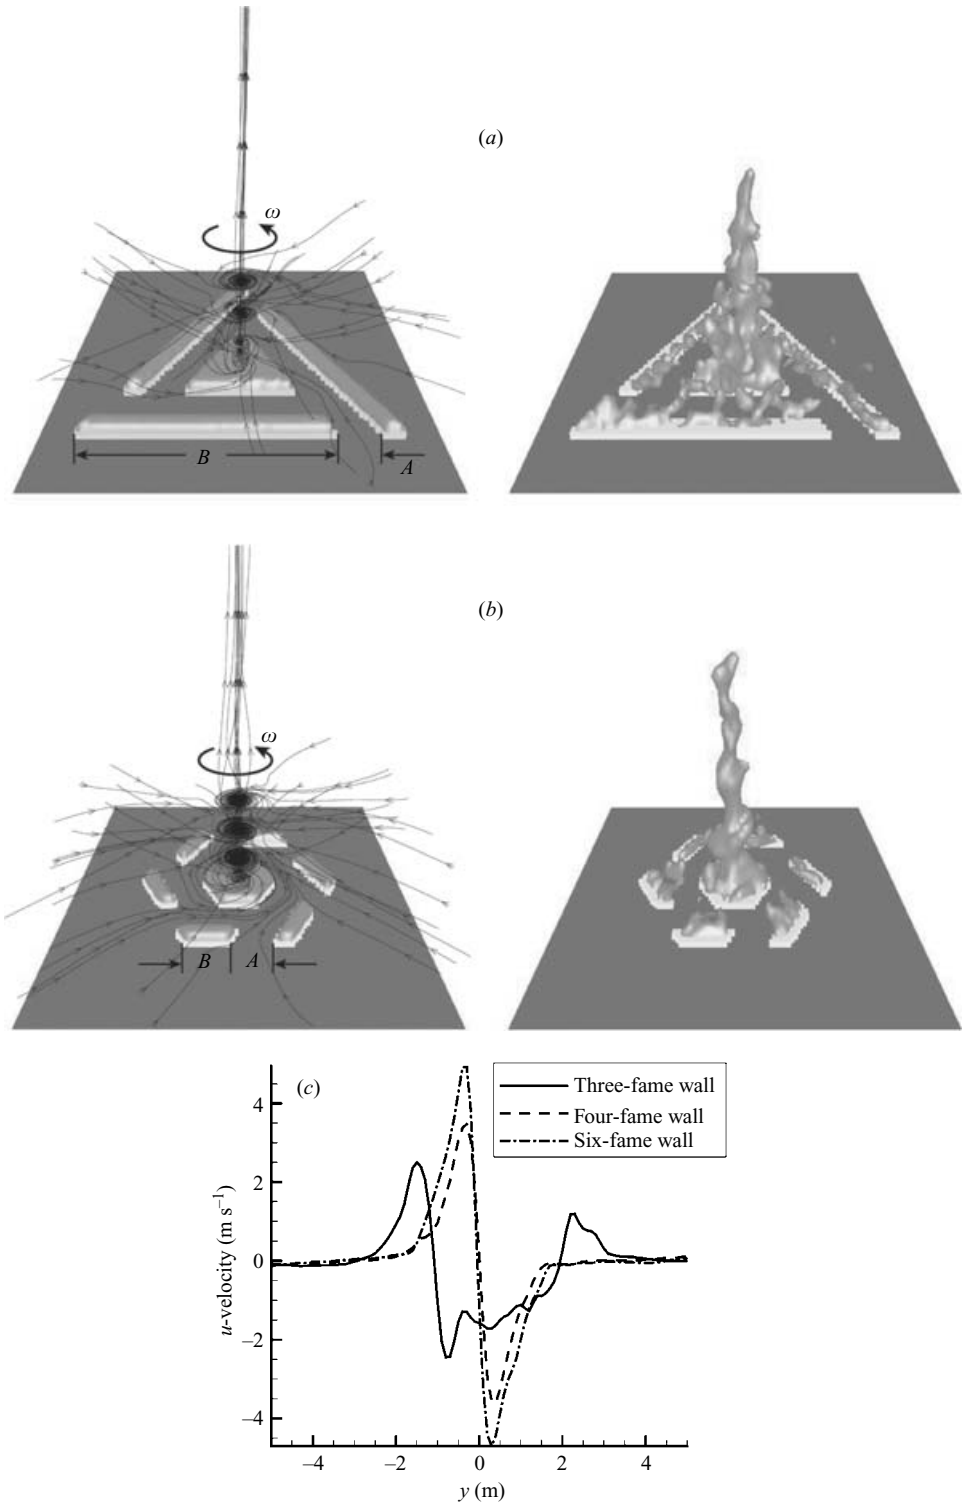 (a)
ω
B
A
(b)
ω
B
A
(c)
Three-fame wall
Four-fame wall
Six-fame wall
4
2
0
−2
−4
u-velocity (m s⁻¹)
−4
−2
0
2
4
y (m)